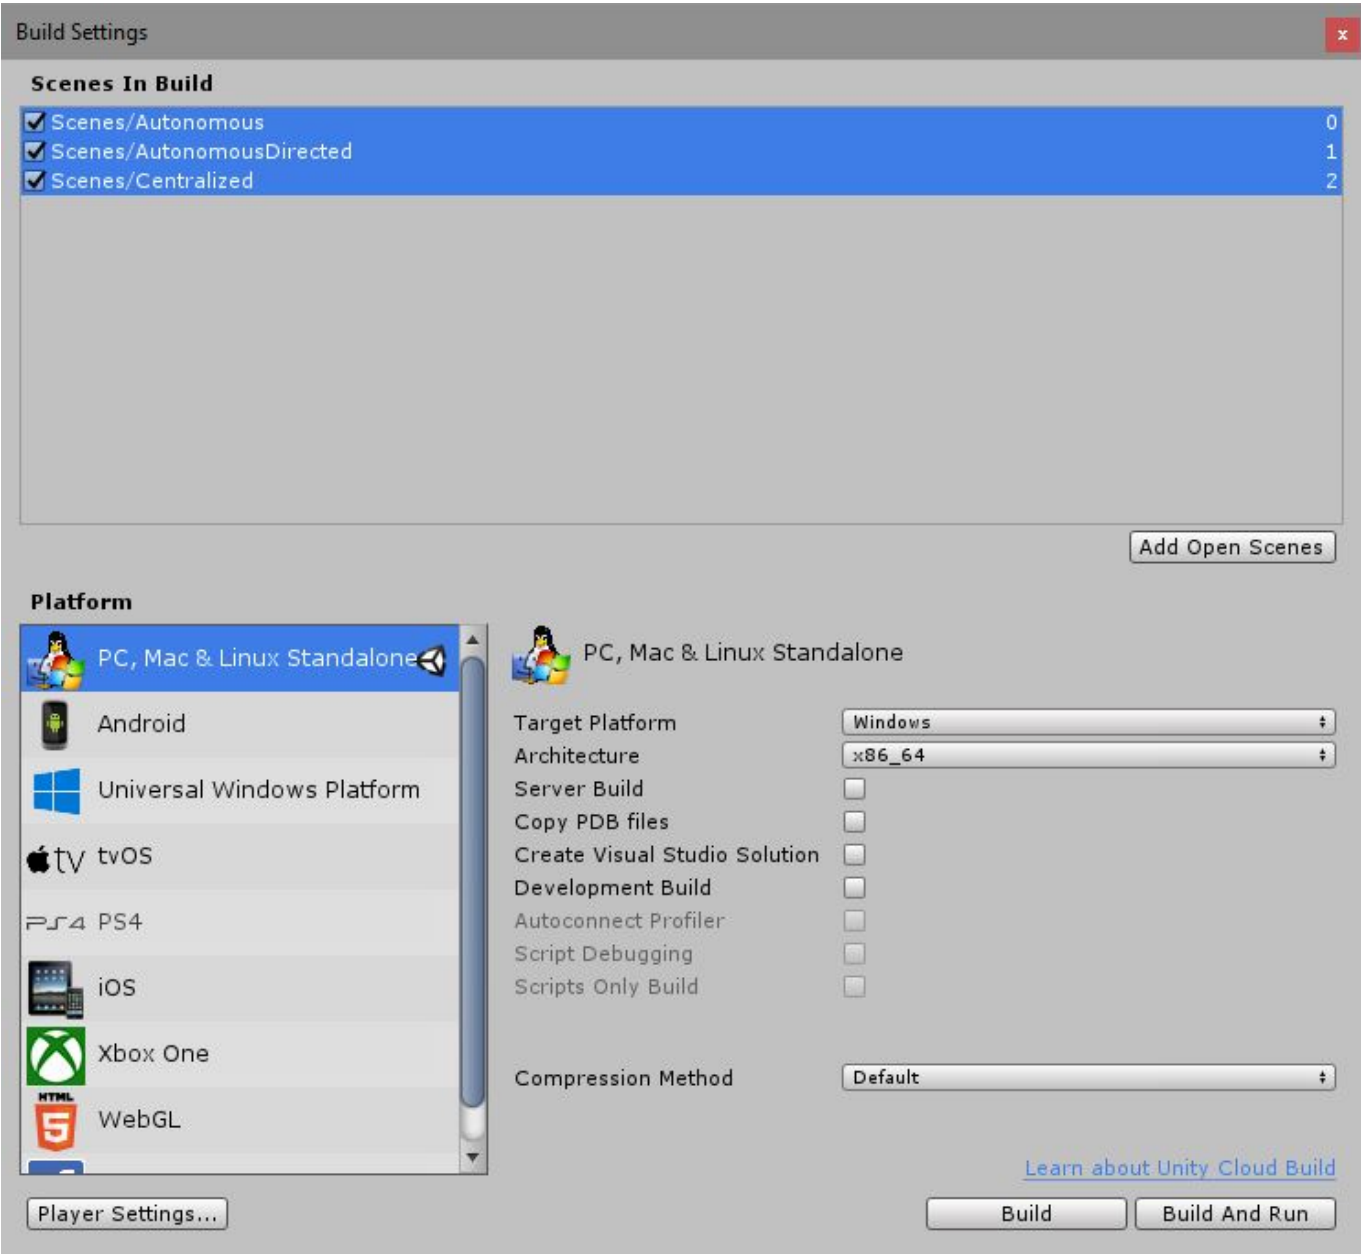 Build Settings
x
Scenes In Build
Scenes/Autonomous 0
Scenes/AutonomousDirected 1
Scenes/Centralized 2
Add Open Scenes
Platform
PC, Mac & Linux Standalone
Android
Universal Windows Platform
tv tvOS
PS4 PS4
iOS
Xbox One
HTML 5 WebGL
Player Settings...
PC, Mac & Linux Standalone
Target Platform Windows
Architecture x86_64
Server Build
Copy PDB files
Create Visual Studio Solution
Development Build
Autoconnect Profiler
Script Debugging
Scripts Only Build
Compression Method Default
Learn about Unity Cloud Build
Build Build And Run